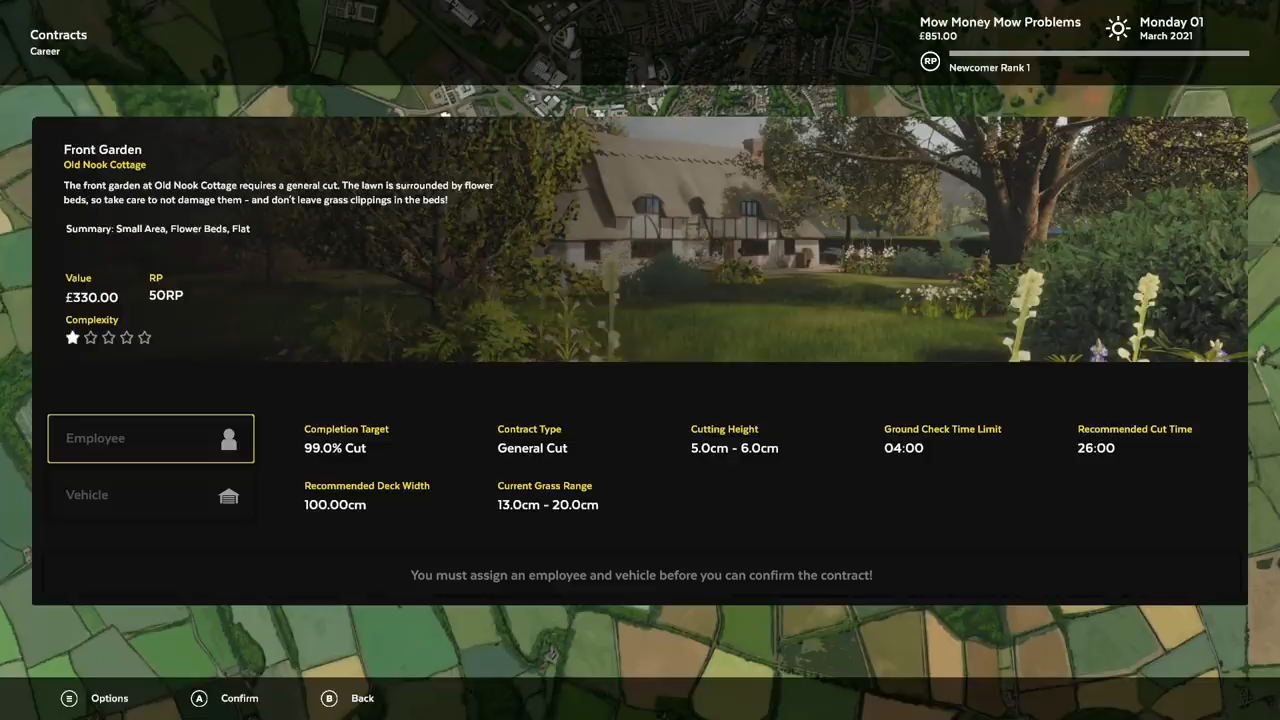 Contracts
Career
Mow Money Mow Problems
£851.00
Monday 01
March 2021
RP
Newcomer Rank 1
Front Garden
Old Nook Cottage
The front garden at Old Nook Cottage requires a general cut. The lawn is surrounded by flower
beds, so take care to not damage them - and don't leave grass clippings in the beds!
Summary: Small Area, Flower Beds, Flat
Value
RP
£330.00
50RP
Complexity
Employee
Vehicle
Completion Target
Contract Type
Cutting Height
Ground Check Time Limit
Recommended Cut Time
99.0% Cut
General Cut
5.0cm - 6.0cm
04:00
26:00
Recommended Deck Width
Current Grass Range
100.00cm
13.0cm - 20.0cm
You must assign an employee and vehicle before you can confirm the contract!
Options
A Confirm
B Back